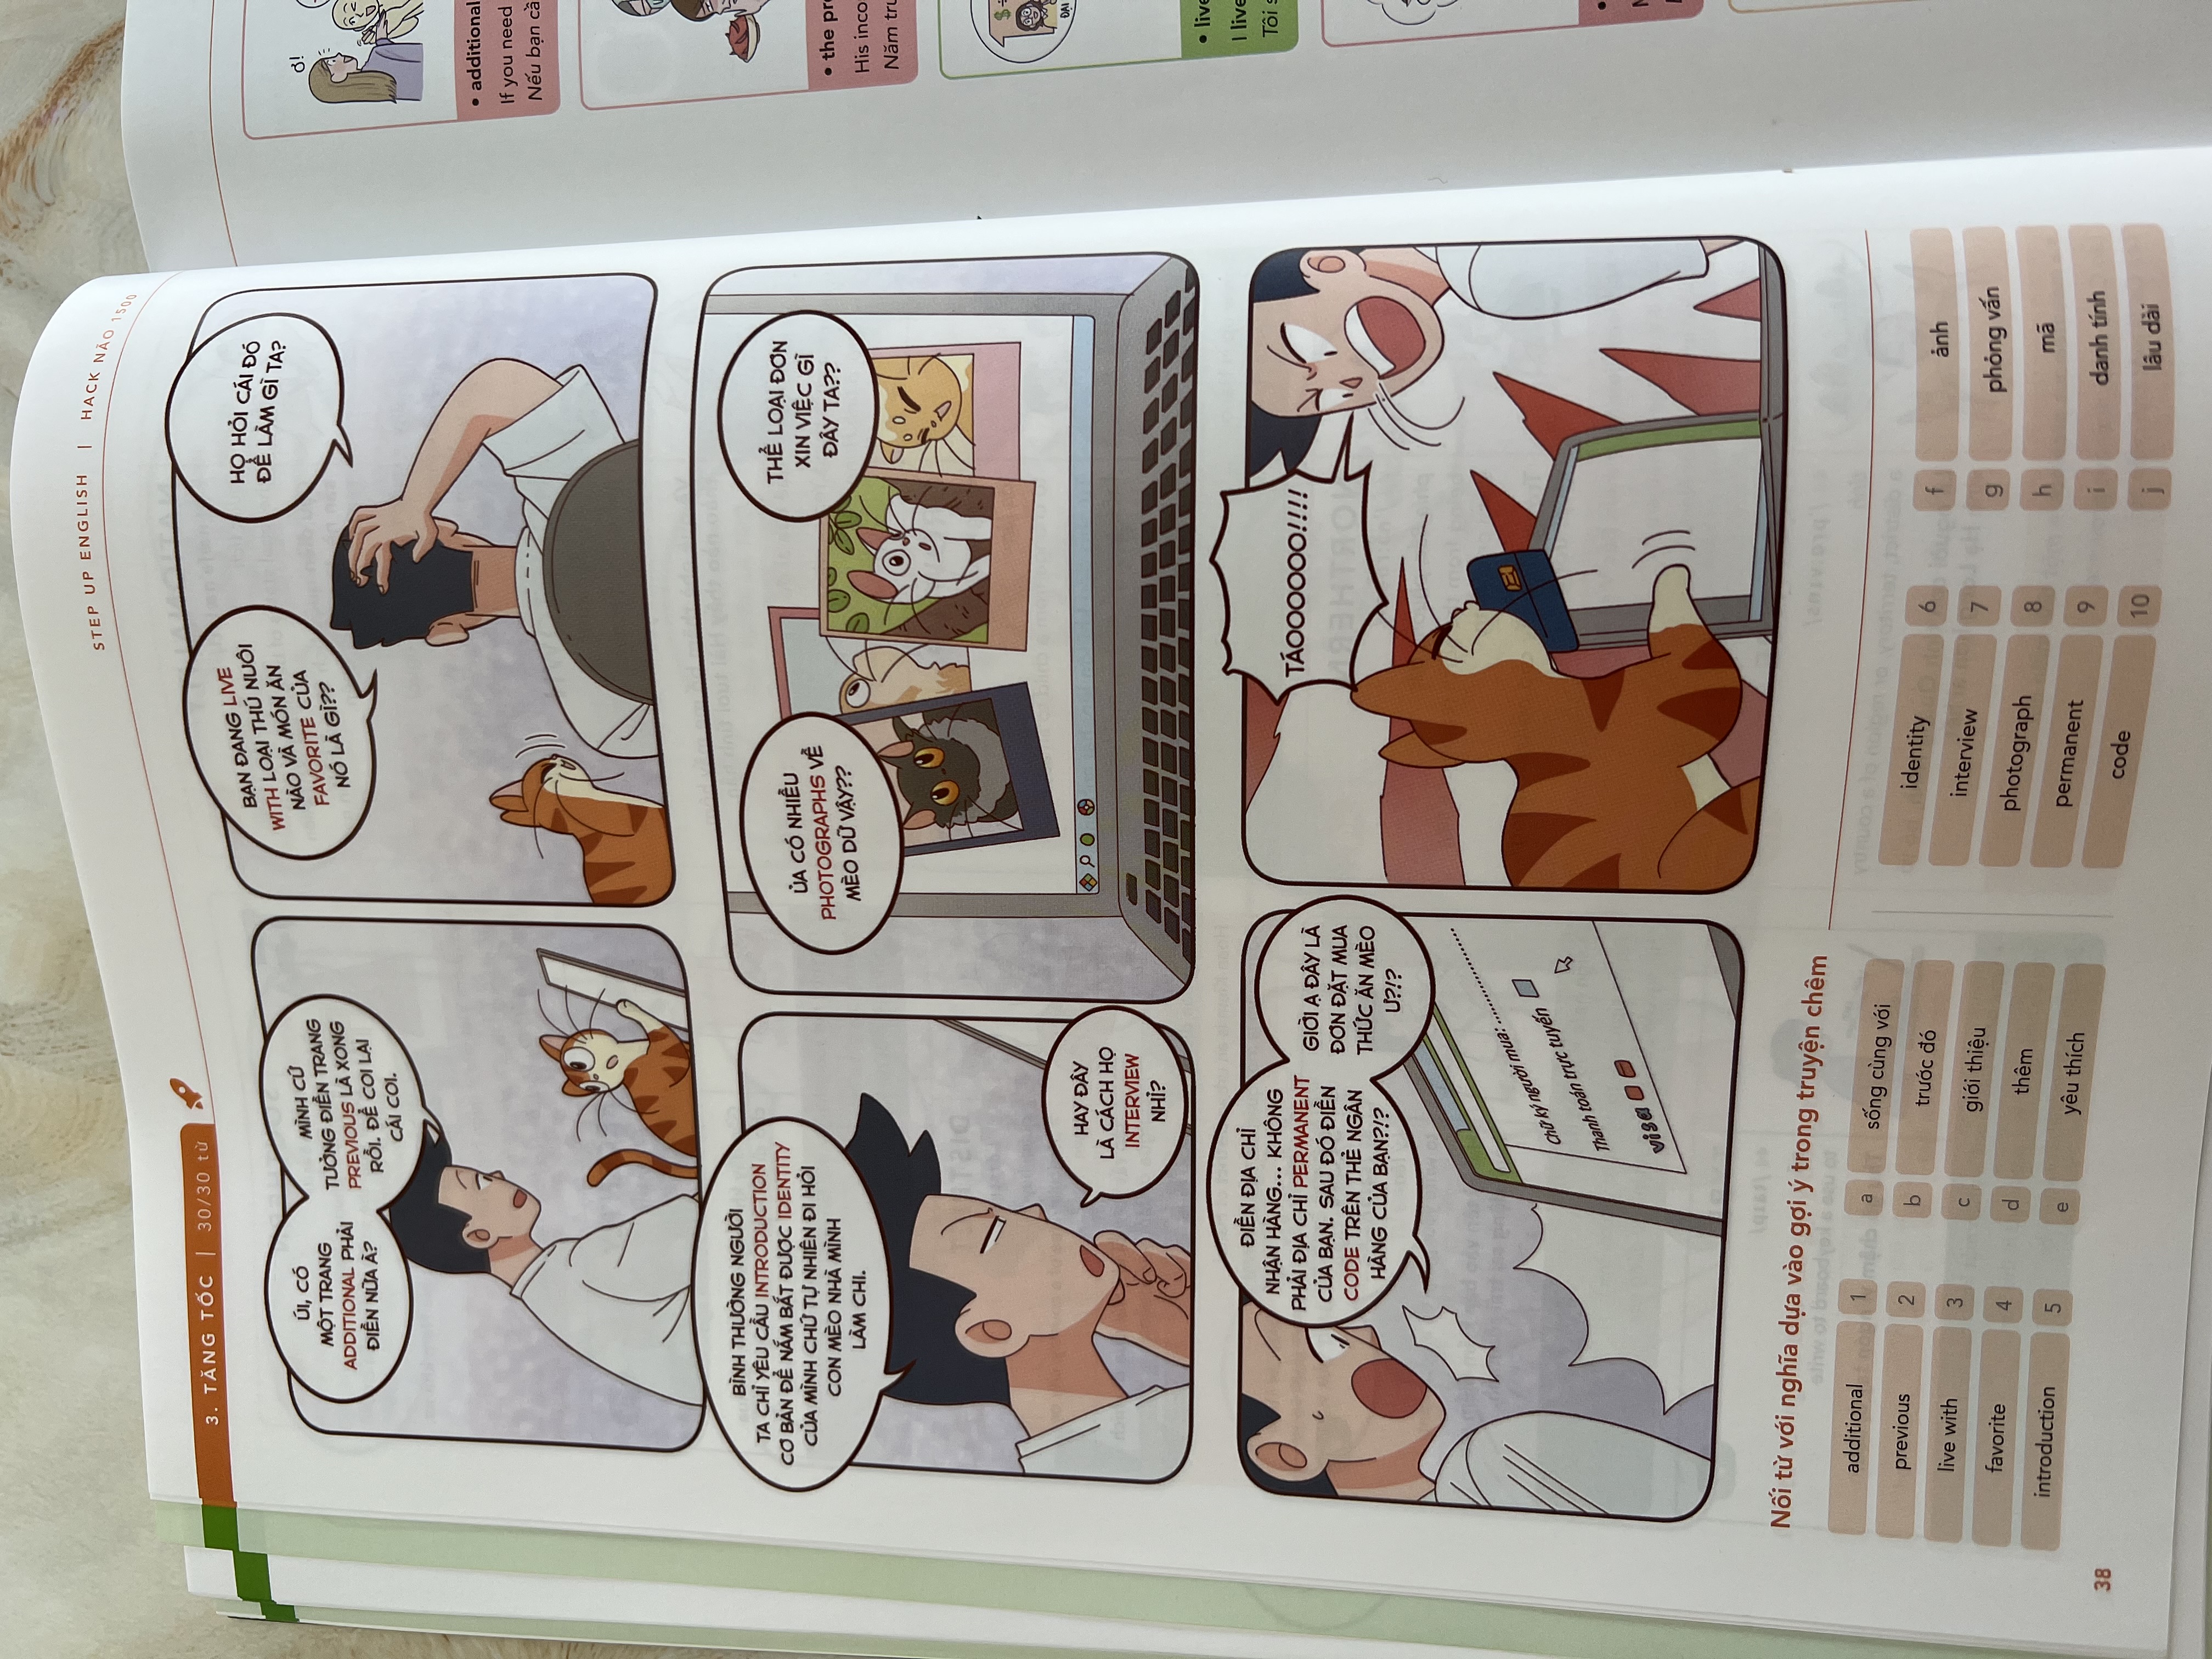 STEP UP ENGLISH | HACK NÃO 1500
3. TĂNG TỐC | 30/30 từ
ÚI, CÓ
MỘT TRANG
ADDITIONAL PHẢI
ĐIỀN NỮA À?
MÌNH CỨ
TƯỞNG ĐIỀN TRANG
PREVIOUS LÀ XONG
RỒI. ĐỂ COI LẠI
CÁI COI.
BẠN ĐANG LIVE
WITH LOẠI THÚ NUÔI
NÀO VÀ MÓN ĂN
FAVORITE CỦA
NÓ LÀ GÌ??
HỌ HỎI CÁI ĐÓ
ĐỂ LÀM GÌ TA?
BÌNH THƯỜNG NGƯỜI
TA CHỈ YÊU CẦU INTRODUCTION
CƠ BẢN ĐỂ NẮM BẮT ĐƯỢC IDENTITY
CỦA MÌNH CHỨ TỰ NHIÊN ĐI HỎI
CON MÈO NHÀ MÌNH
LÀM CHI.
HAY ĐÂY
LÀ CÁCH HỌ
INTERVIEW
NHỈ?
ỦA CÓ NHIỀU
PHOTOGRAPHS VỀ
MÈO DỮ VẬY??
THỂ LOẠI ĐƠN
XIN VIỆC GÌ
ĐÂY TA??
ĐIỀN ĐỊA CHỈ
NHẬN HÀNG... KHÔNG
PHẢI ĐỊA CHỈ PERMANENT
CỦA BẠN. SAU ĐÓ ĐIỀN
CODE TRÊN THẺ NGÂN
HÀNG CỦA BẠN?!?
GIỜI Ạ ĐÂY LÀ
ĐƠN ĐẶT MUA
THỨC ĂN MÈO
Ư?!?
Chữ ký người mua: ....................
Thanh toán trực tuyến
visa
TÁOOOOOO!!!!
Nối từ với nghĩa dựa vào gợi ý trong truyện chêm
additional 1 a sống cùng với
previous 2 b trước đó
live with 3 c giới thiệu
favorite 4 d thêm
introduction 5 e yêu thích
identity 6 f ảnh
interview 7 g phỏng vấn
photograph 8 h mã
permanent 9 i danh tính
code 10 j lâu dài
38
ơ!
• additional
If you need
Nếu bạn cầ
• the pr
His inco
Năm tr
$
ĐẠI
• live
I live
Tôi s